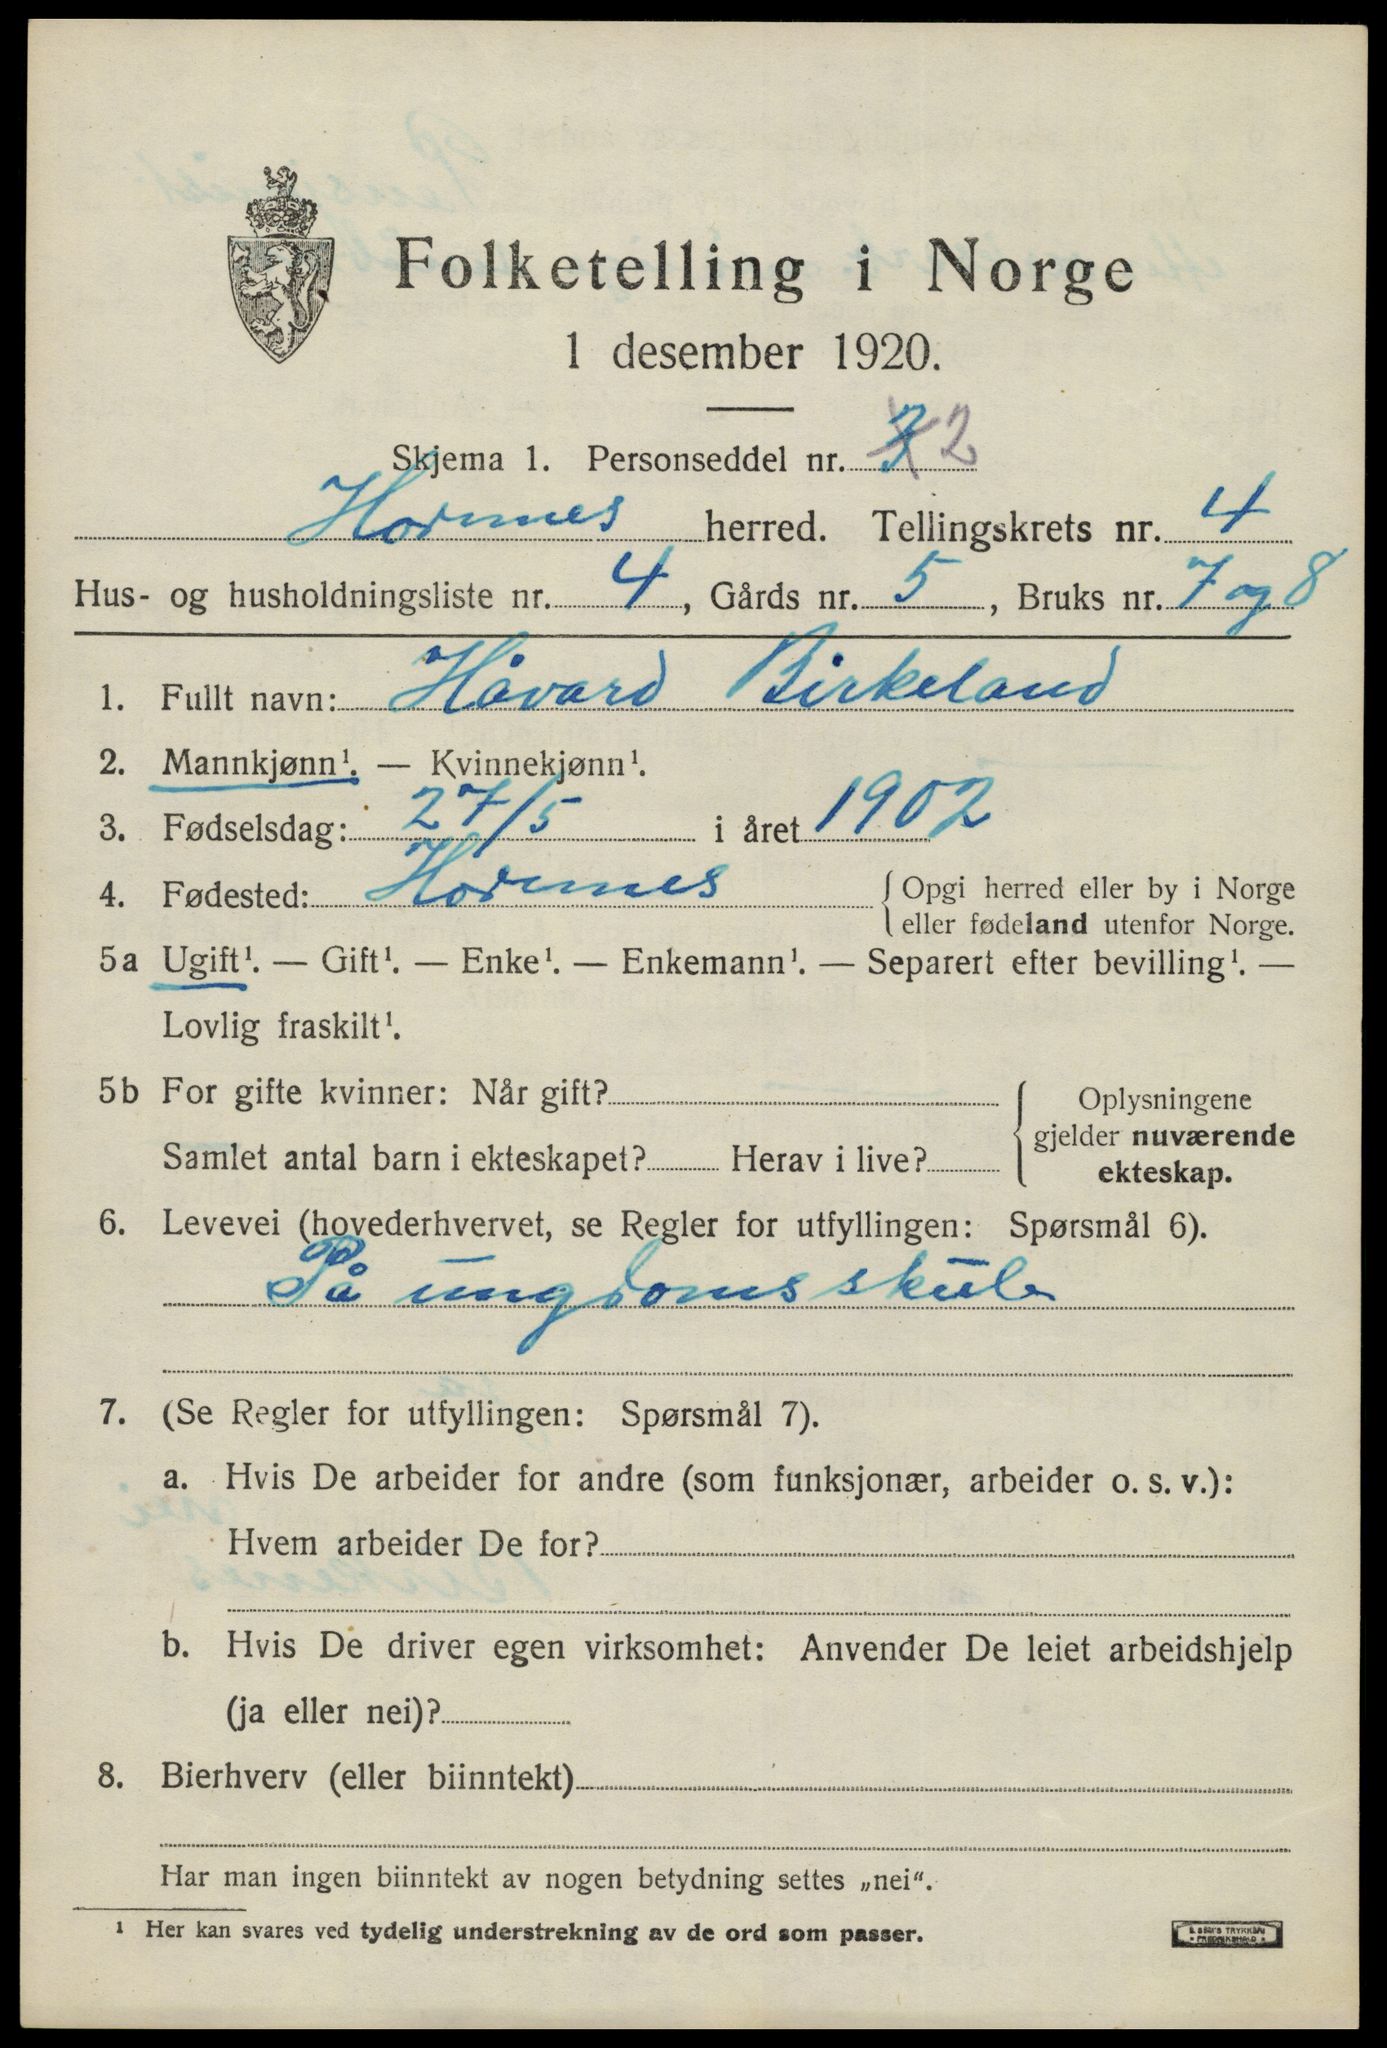 Folketelling i Norge
1 desember 1920.
Skjema 1. Personseddel nr. 3 2
Hornnes herred. Tellingskrets nr. 4
Hus- og husholdningsliste nr. 4, Gårds nr. 5, Bruks nr. 7 og 8
1. Fullt navn: Håvard Birkeland
2. Mannkjønn¹. — Kvinnekjønn¹.
3. Fødselsdag: 27/5 i året 1902
4. Fødested: Hornnes { Opgi herred eller by i Norge
eller fødeland utenfor Norge.
5a Ugift¹. — Gift¹. — Enke¹. — Enkemann¹. — Separert efter bevilling¹. —
Lovlig fraskilt¹.
5b For gifte kvinner: Når gift?
Samlet antal barn i ekteskapet? Herav i live?
Oplysningene
gjelder nuværende
ekteskap.
6. Levevei (hovederhvervet, se Regler for utfyllingen: Spørsmål 6).
På ungdomsskule
7. (Se Regler for utfyllingen: Spørsmål 7).
a. Hvis De arbeider for andre (som funksjonær, arbeider o. s. v.):
Hvem arbeider De for?
b. Hvis De driver egen virksomhet: Anvender De leiet arbeidshjelp
(ja eller nei)?
8. Bierhverv (eller biinntekt)
Har man ingen biinntekt av nogen betydning settes „nei“.
¹ Her kan svares ved tydelig understrekning av de ord som passer.